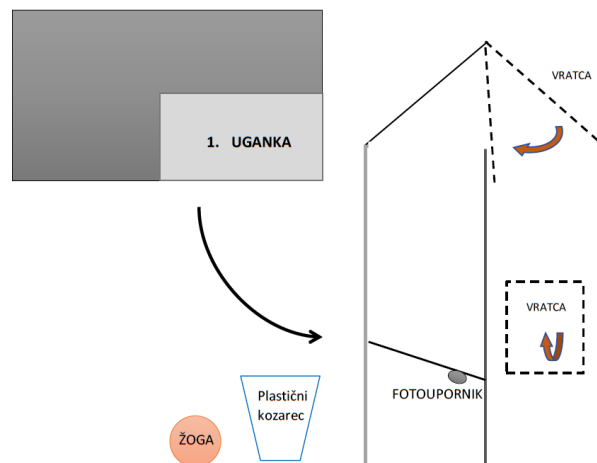 1. UGANKA
VRATCA
VRATCA
FOTOUPORNIK
Plastični
kozarec
ŽOGA